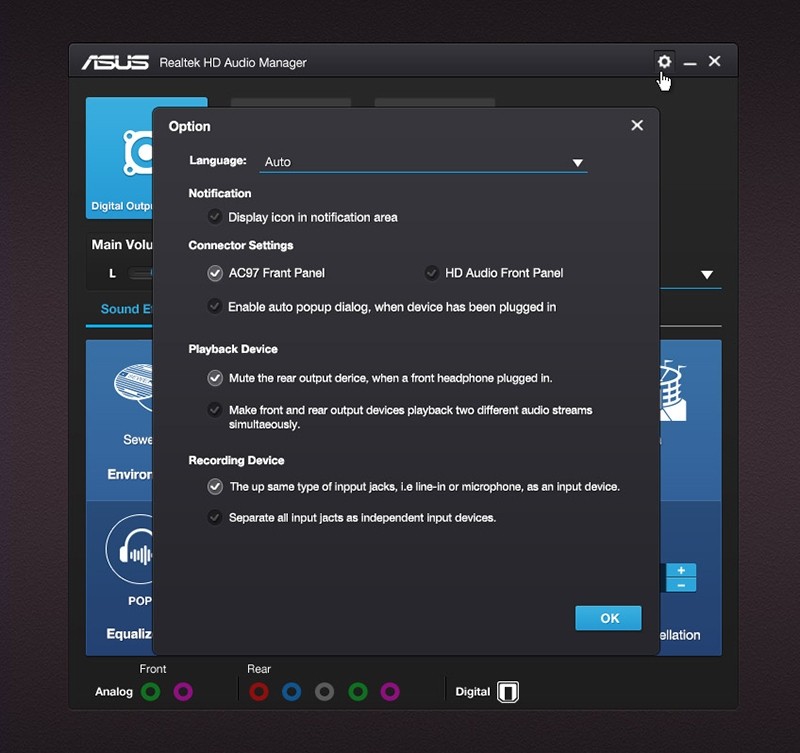 ASUS Realtek HD Audio Manager
Option
Language: Auto
Digital Outp
Notification
Display icon in notification area
Main Volu
Connector Settings
L
AC97 Frant Panel HD Audio Front Panel
Sound E
Enable auto popup dialog, when device has been plugged in
Playback Device
Mute the rear output derice, when a front headphone plugged in.
Make front and rear output devices playback two different audio streams
simultaeously.
Sewe
Recording Device
Environ
The up same type of inpput jacks, i.e line-in or microphone, as an input device.
Separate all input jacts as independent input devices.
POP
OK
Equaliz
ellation
Front Rear
Analog Digital